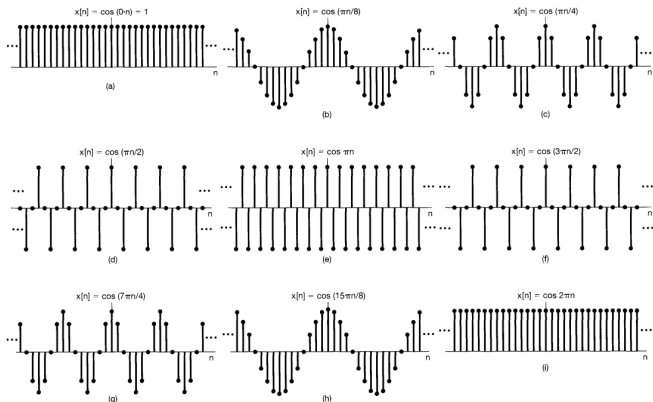 x[n] = cos (0·n) = 1
n
(a)
x[n] = cos (πn/8)
n
(b)
x[n] = cos (πn/4)
n
(c)
x[n] = cos (πn/2)
n
(d)
x[n] = cos πn
n
(e)
x[n] = cos (3πn/2)
n
(f)
x[n] = cos (7πn/4)
n
(g)
x[n] = cos (15πn/8)
n
(h)
x[n] = cos 2πn
n
(i)